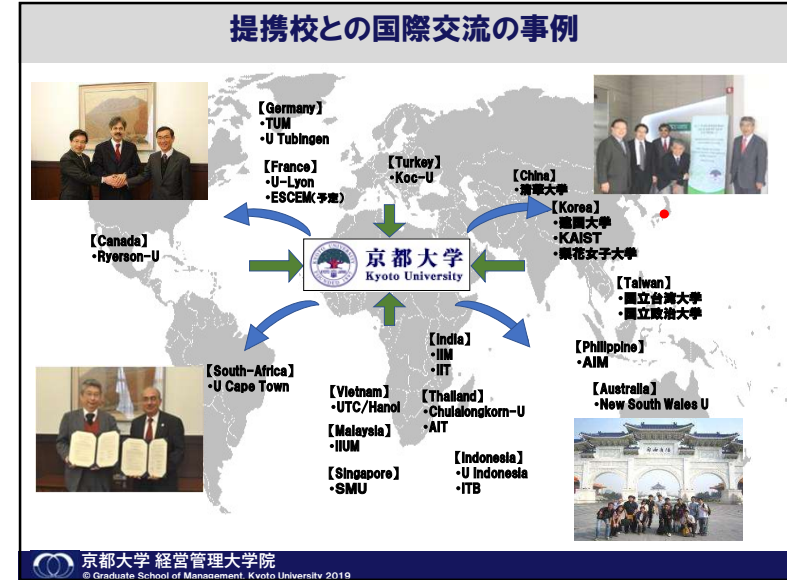 提携校との国際交流の事例
【Germany】
・TUM
・U Tubingen
【France】
・U-Lyon
・ESCEM(予定)
【Turkey】
・Koc-U
【China】
・清華大学
【Korea】
・建国大学
・KAIST
・梨花女子大学
【Canada】
・Ryerson-U
京都大学
Kyoto University
【Taiwan】
・国立台湾大学
・国立政治大学
【India】
・IIM
・IIT
【Philippine】
・AIM
【South-Africa】
・U Cape Town
【Vietnam】
・UTC/Hanoi
【Thailand】
・Chulalongkorn-U
・AIT
【Australia】
・New South Wales U
【Malaysia】
・IIUM
【Singapore】
・SMU
【Indonesia】
・U Indonesia
・ITB
京都大学 経営管理大学院
© Graduate School of Management, Kyoto University 2019